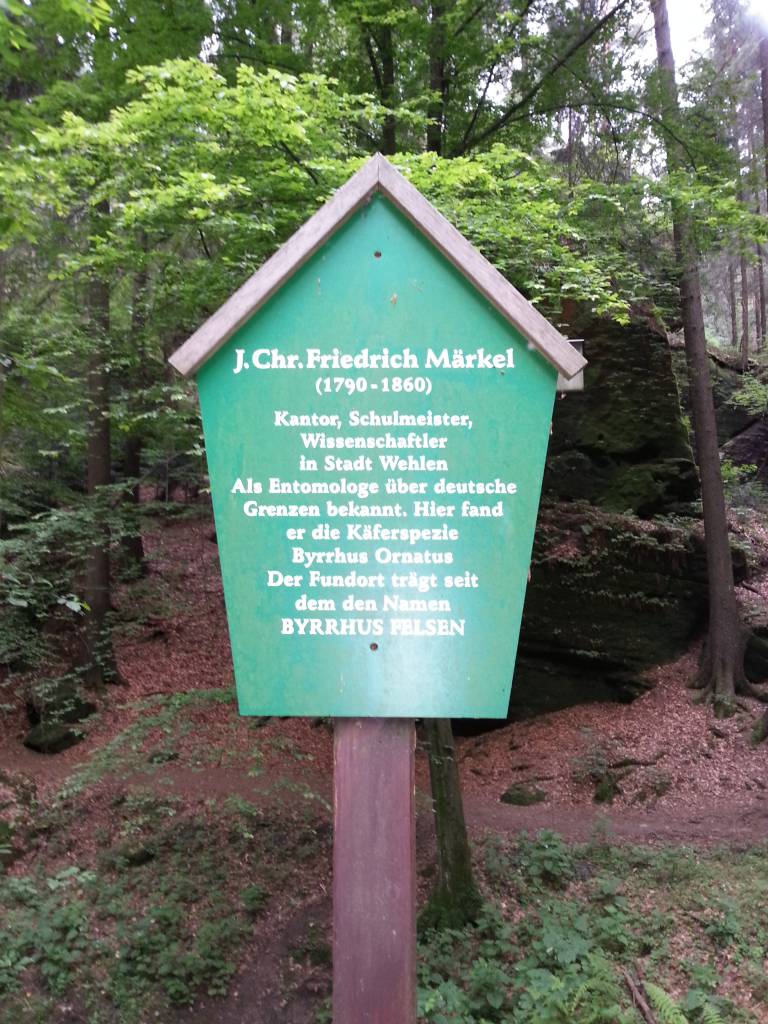 J. Chr. Friedrich Märkel
(1790-1860)
Kantor, Schulmeister,
Wissenschaftler
in Stadt Wehlen
Als Entomologe über deutsche
Grenzen bekannt. Hier fand
er die Käferspezie
Byrrhus Ornatus
Der Fundort trägt seit
dem den Namen
BYRRHUS FELSEN